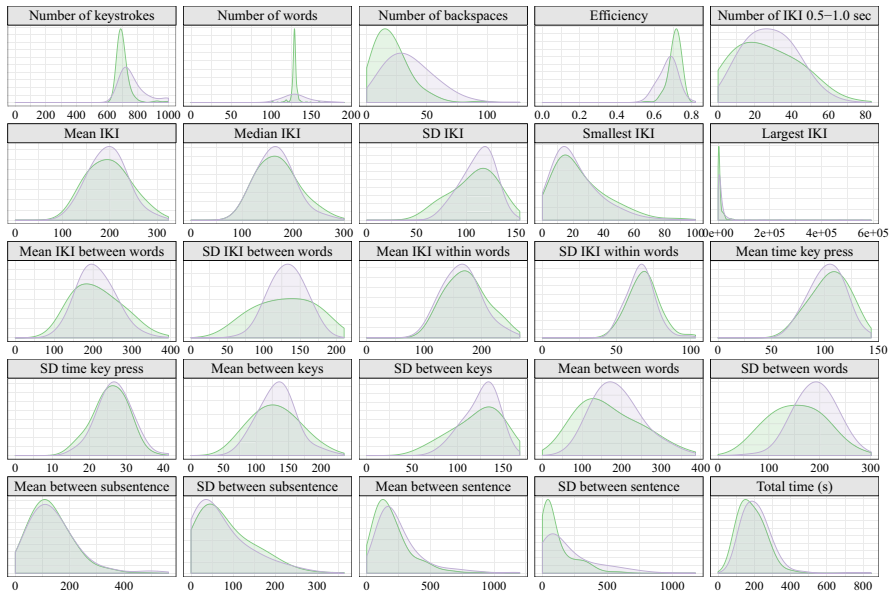 Number of keystrokes Number of words Number of backspaces Efficiency Number of IKI 0.5−1.0 sec
0 200 400 600 800 1000 0 50 100 150 200 0 50 100 0.0 0.2 0.4 0.6 0.8 0 20 40 60 80
Mean IKI Median IKI SD IKI Smallest IKI Largest IKI
0 100 200 300 0 100 200 300 0 50 100 150 0 20 40 60 80 100 0e+00 2e+05 4e+05 6e+05
Mean IKI between words SD IKI between words Mean IKI within words SD IKI within words Mean time key press
0 100 200 300 400 0 50 100 150 200 0 100 200 0 50 100 0 50 100 150
SD time key press Mean between keys SD between keys Mean between words SD between words
0 10 20 30 40 0 50 100 150 200 0 50 100 150 0 100 200 300 400 0 100 200 300
Mean between subsentence SD between subsentence Mean between sentence SD between sentence Total time (s)
0 200 400 0 100 200 300 0 500 1000 0 500 1000 0 200 400 600 800